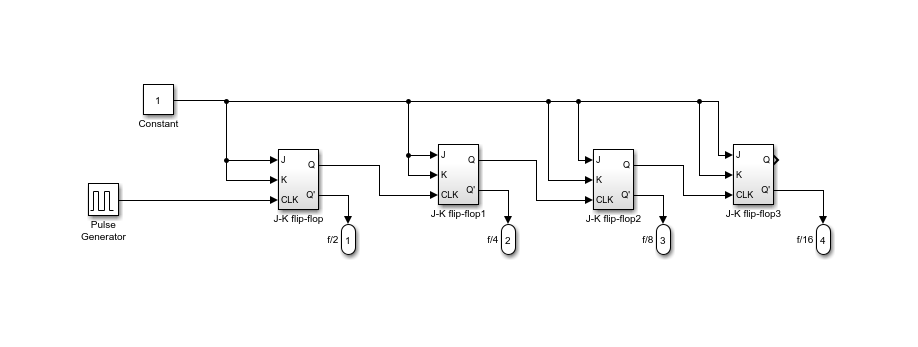 1
Constant
J
K
CLK
Q
Q'
J-K flip-flop
J
K
CLK
Q
Q'
J-K flip-flop1
J
K
CLK
Q
Q'
J-K flip-flop2
J
K
CLK
Q
Q'
J-K flip-flop3
Pulse
Generator
f/2
1
f/4
2
f/8
3
f/16
4